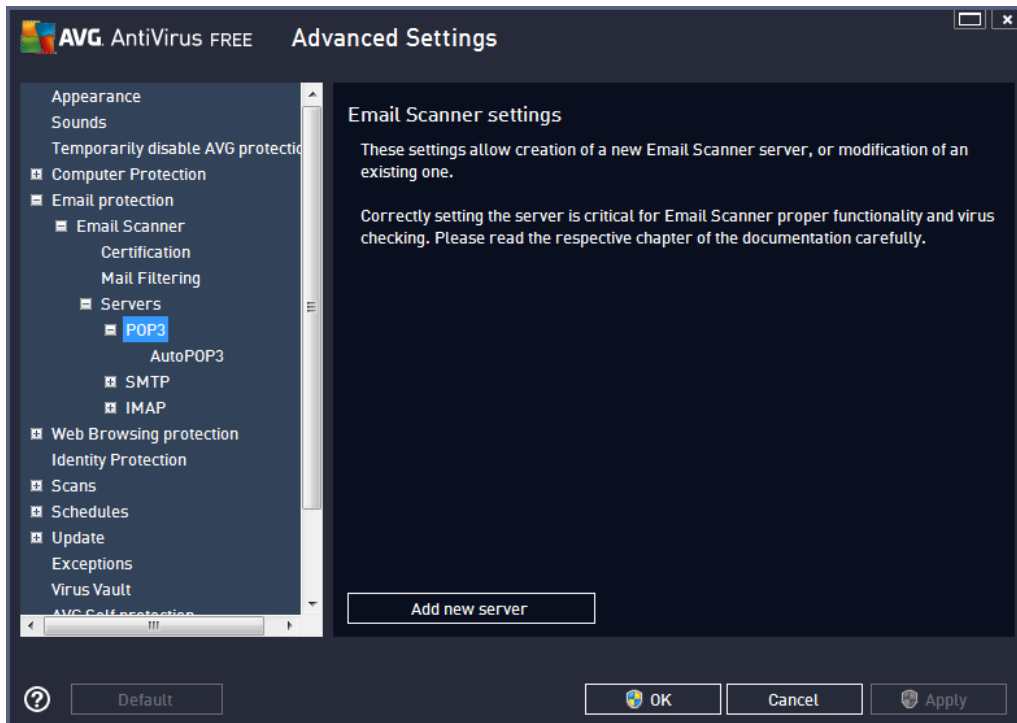 AVG. AntiVirus FREE Advanced Settings
Appearance
Sounds
Temporarily disable AVG protectio
Computer Protection
Email protection
Email Scanner
Certification
Mail Filtering
Servers
POP3
AutoPOP3
SMTP
IMAP
Web Browsing protection
Identity Protection
Scans
Schedules
Update
Exceptions
Virus Vault
AVG Self protection
Email Scanner settings
These settings allow creation of a new Email Scanner server, or modification of an
existing one.
Correctly setting the server is critical for Email Scanner proper functionality and virus
checking. Please read the respective chapter of the documentation carefully.
Add new server
Default
OK
Cancel
Apply